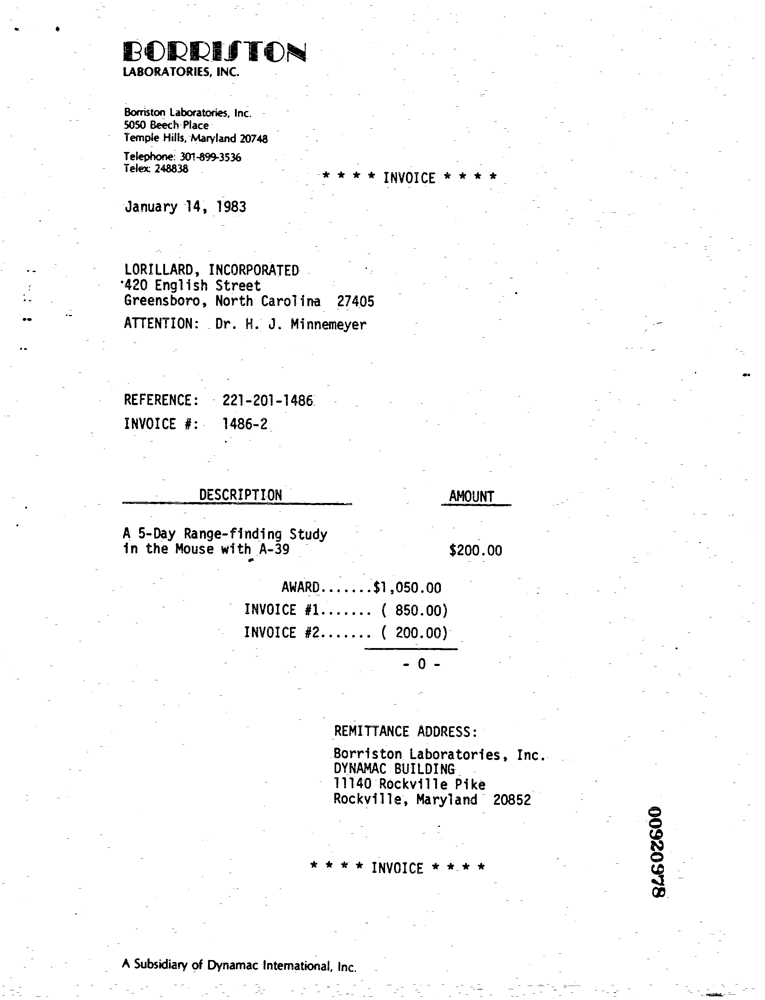 BORRISTON
LABORATORIES, INC.
Borriston Laboratories, Inc.
5050 Beech Place
Temple Hills, Maryland 20748
Telephone: 301-899-3536
Telex: 248838
* * * * INVOICE * * * *
January 14, 1983
LORILLARD, INCORPORATED
420 English Street
Greensboro, North Carolina 27405
ATTENTION: Dr. H. J. Minnemeyer
REFERENCE: 221-201-1486
INVOICE #: 1486-2
DESCRIPTION AMOUNT
A 5-Day Range-finding Study
in the Mouse with A-39 $200.00
AWARD.......$1,050.00
INVOICE #1....... ( 850.00)
INVOICE #2....... ( 200.00)
- 0 -
REMITTANCE ADDRESS:
Borriston Laboratories, Inc.
DYNAMAC BUILDING
11140 Rockville Pike
Rockville, Maryland 20852
00920978
* * * * INVOICE * * * *
A Subsidiary of Dynamac International, Inc.